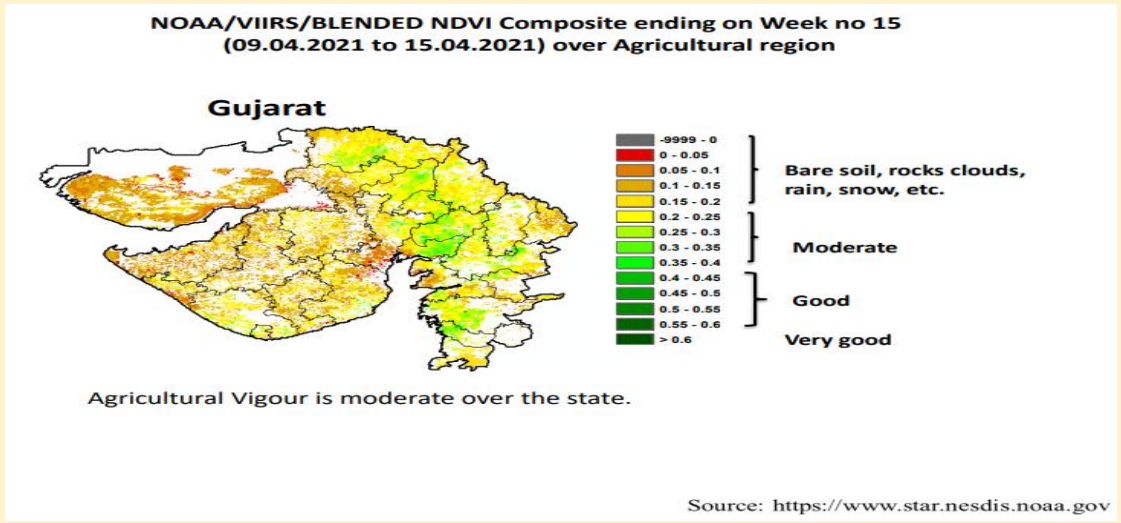 NOAA/VIIRS/BLENDED NDVI Composite ending on Week no 15
(09.04.2021 to 15.04.2021) over Agricultural region
Gujarat
-9999 - 0
0 - 0.05
0.05 - 0.1
0.1 - 0.15
0.15 - 0.2
0.2 - 0.25
0.25 - 0.3
0.3 - 0.35
0.35 - 0.4
0.4 - 0.45
0.45 - 0.5
0.5 - 0.55
0.55 - 0.6
> 0.6
Bare soil, rocks clouds,
rain, snow, etc.
Moderate
Good
Very good
Agricultural Vigour is moderate over the state.
Source: https://www.star.nesdis.noaa.gov